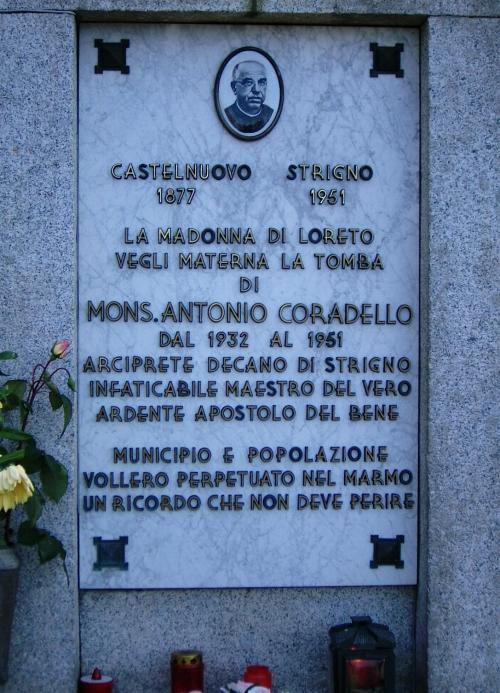 CASTELNUOVO STRIGNO
1877 1951
LA MADONNA DI LORETO
VEGLI MATERNA LA TOMBA
DI
MONS. ANTONIO CORADELLO
DAL 1932 AL 1951
ARCIPRETE DECANO DI STRIGNO
INFATICABILE MAESTRO DEL VERO
ARDENTE APOSTOLO DEL BENE
MUNICIPIO E POPOLAZIONE
VOLLERO PERPETUATO NEL MARMO
UN RICORDO CHE NON DEVE PERIRE